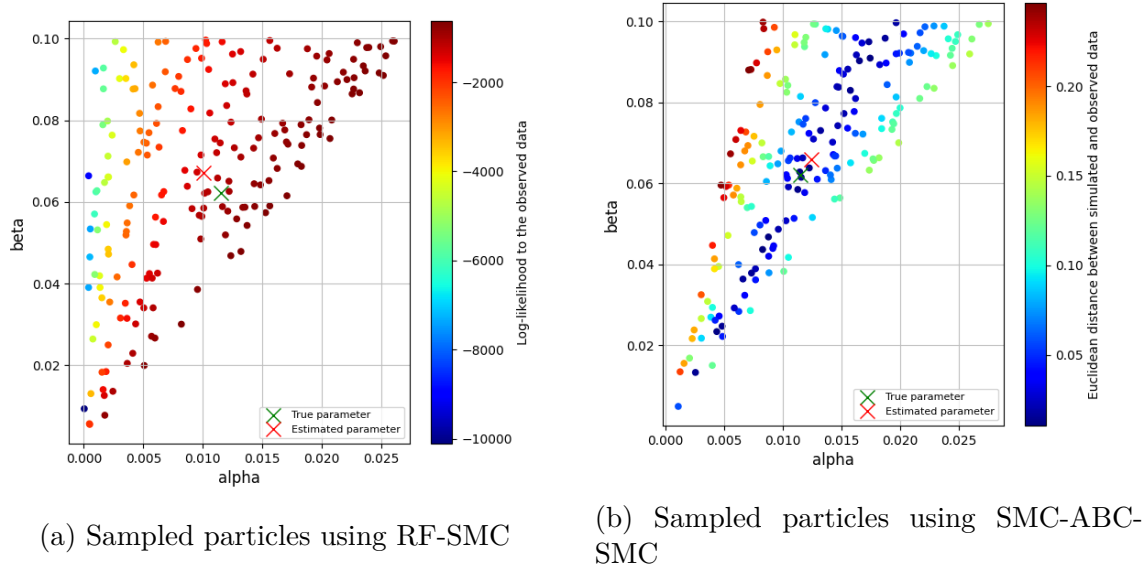 0.10
0.08
0.06
0.04
0.02
beta
0.000 0.005 0.010 0.015 0.020 0.025
alpha
True parameter
Estimated parameter
−2000
−4000
−6000
−8000
−10000
Log-likelihood to the observed data
(a) Sampled particles using RF-SMC
0.10
0.08
0.06
0.04
0.02
0.00
beta
0.000 0.005 0.010 0.015 0.020 0.025
alpha
True parameter
Estimated parameter
0.20
0.15
0.10
0.05
Euclidean distance between simulated and observed data
(b) Sampled particles using SMC-ABC-
SMC